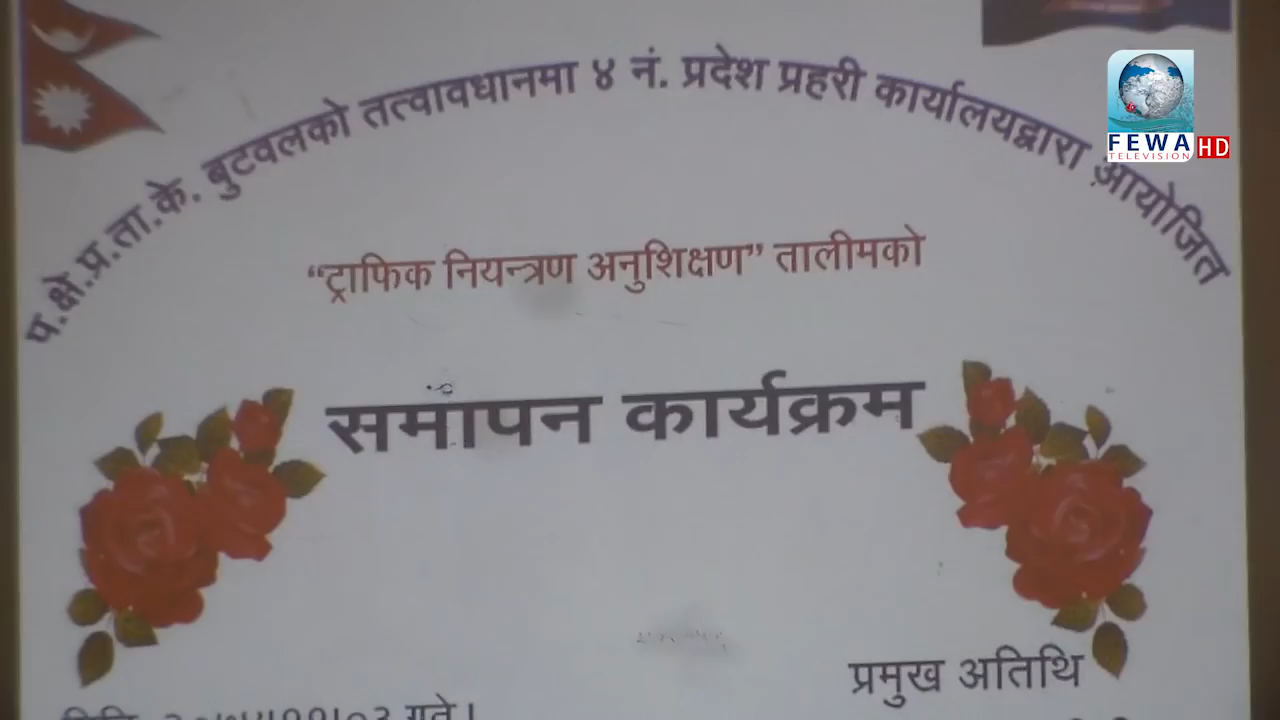 प.क्षे.प्र.ता.के. बुटवलको तत्वावधानमा ४ नं. प्रदेश प्रहरी कार्यालयद्वारा आयोजित
“ट्राफिक नियन्त्रण अनुशिक्षण” तालीमको
समापन कार्यक्रम
प्रमुख अतिथि
गते।
FEWA
TELEVISION HD